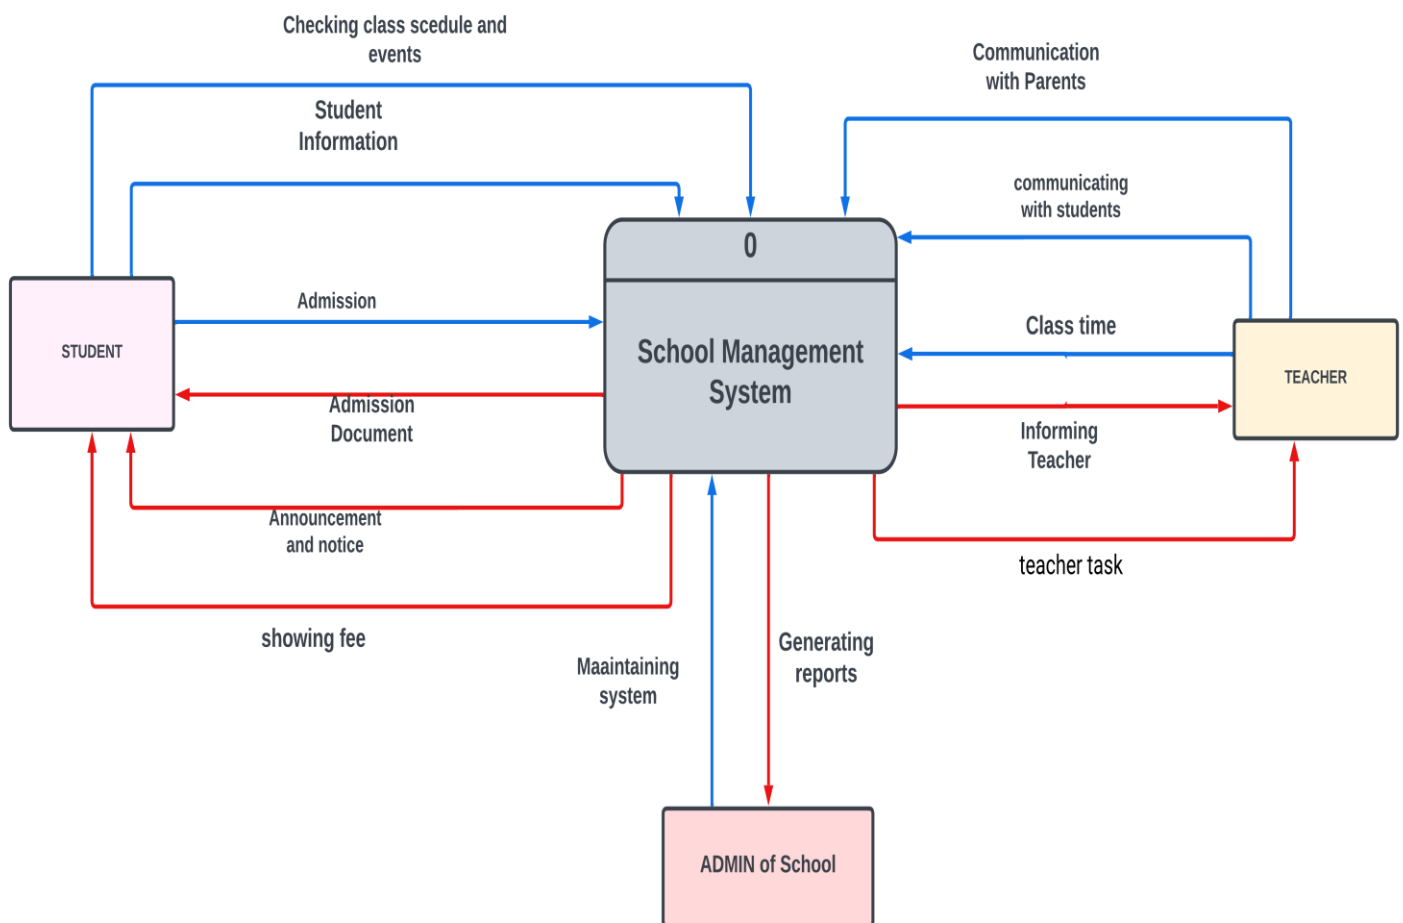 Checking class scedule and
events
Communication
with Parents
Student
Information
communicating
with students
0
Admission
Class time
STUDENT
School Management
System
TEACHER
Admission
Document
Informing
Teacher
Announcement
and notice
teacher task
showing fee
Maaintaining
system
Generating
reports
ADMIN of School